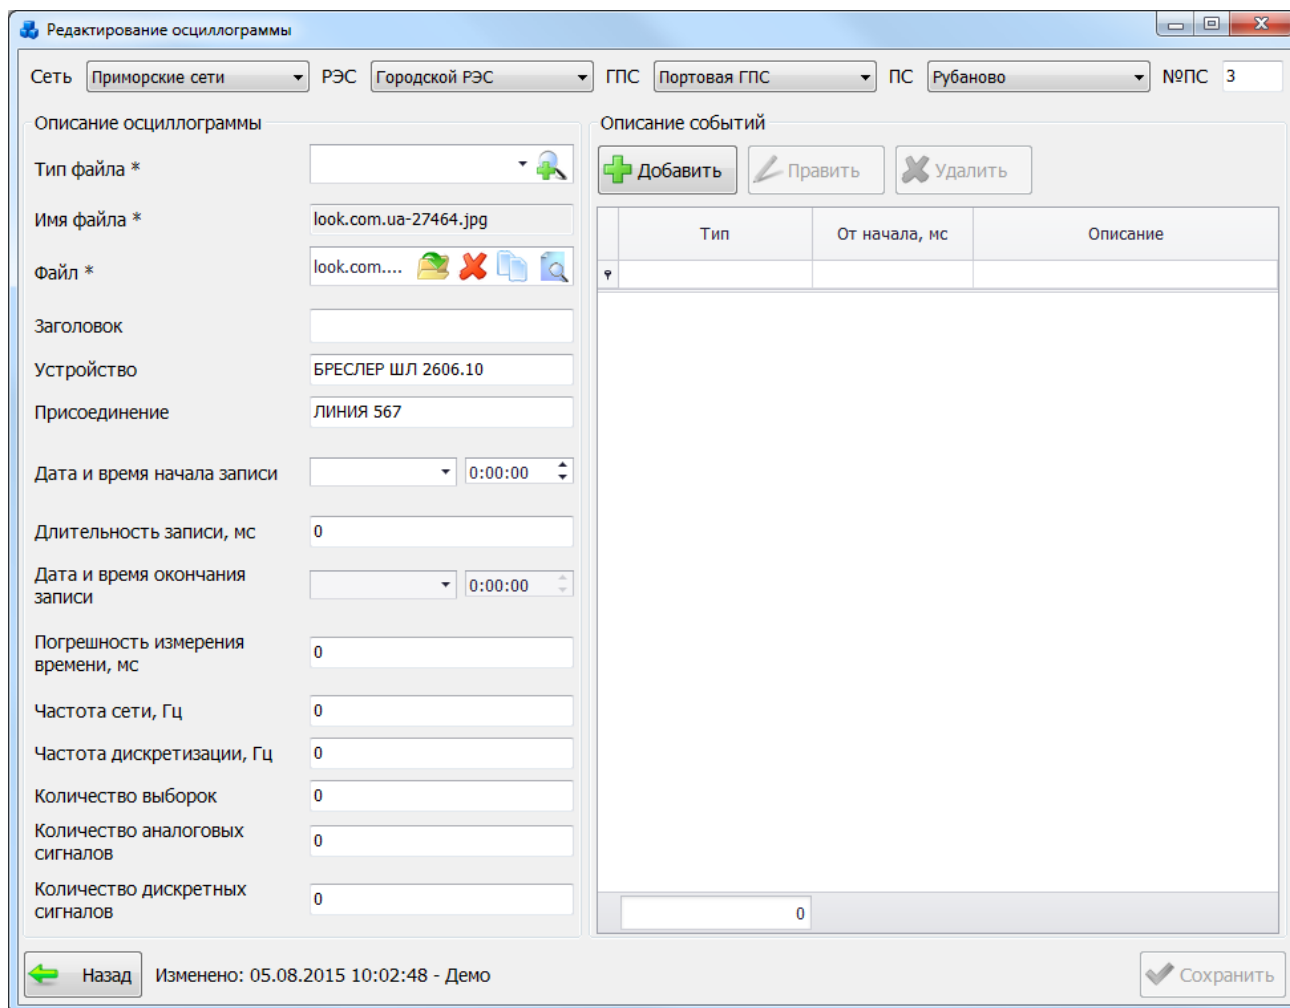 Редактирование осциллограммы
Сеть Приморские сети РЭС Городской РЭС ГПС Портовая ГПС ПС Рубаново №ПС 3
Описание осциллограммы
Тип файла *
Имя файла * look.com.ua-27464.jpg
Файл * look.com....
Заголовок
Устройство БРЕСЛЕР ШЛ 2606.10
Присоединение ЛИНИЯ 567
Дата и время начала записи 0:00:00
Длительность записи, мс 0
Дата и время окончания
записи 0:00:00
Погрешность измерения
времени, мс 0
Частота сети, Гц 0
Частота дискретизации, Гц 0
Количество выборок 0
Количество аналоговых
сигналов 0
Количество дискретных
сигналов 0
Описание событий
Добавить Править Удалить
Тип От начала, мс Описание
0
Назад Изменено: 05.08.2015 10:02:48 - Демо Сохранить